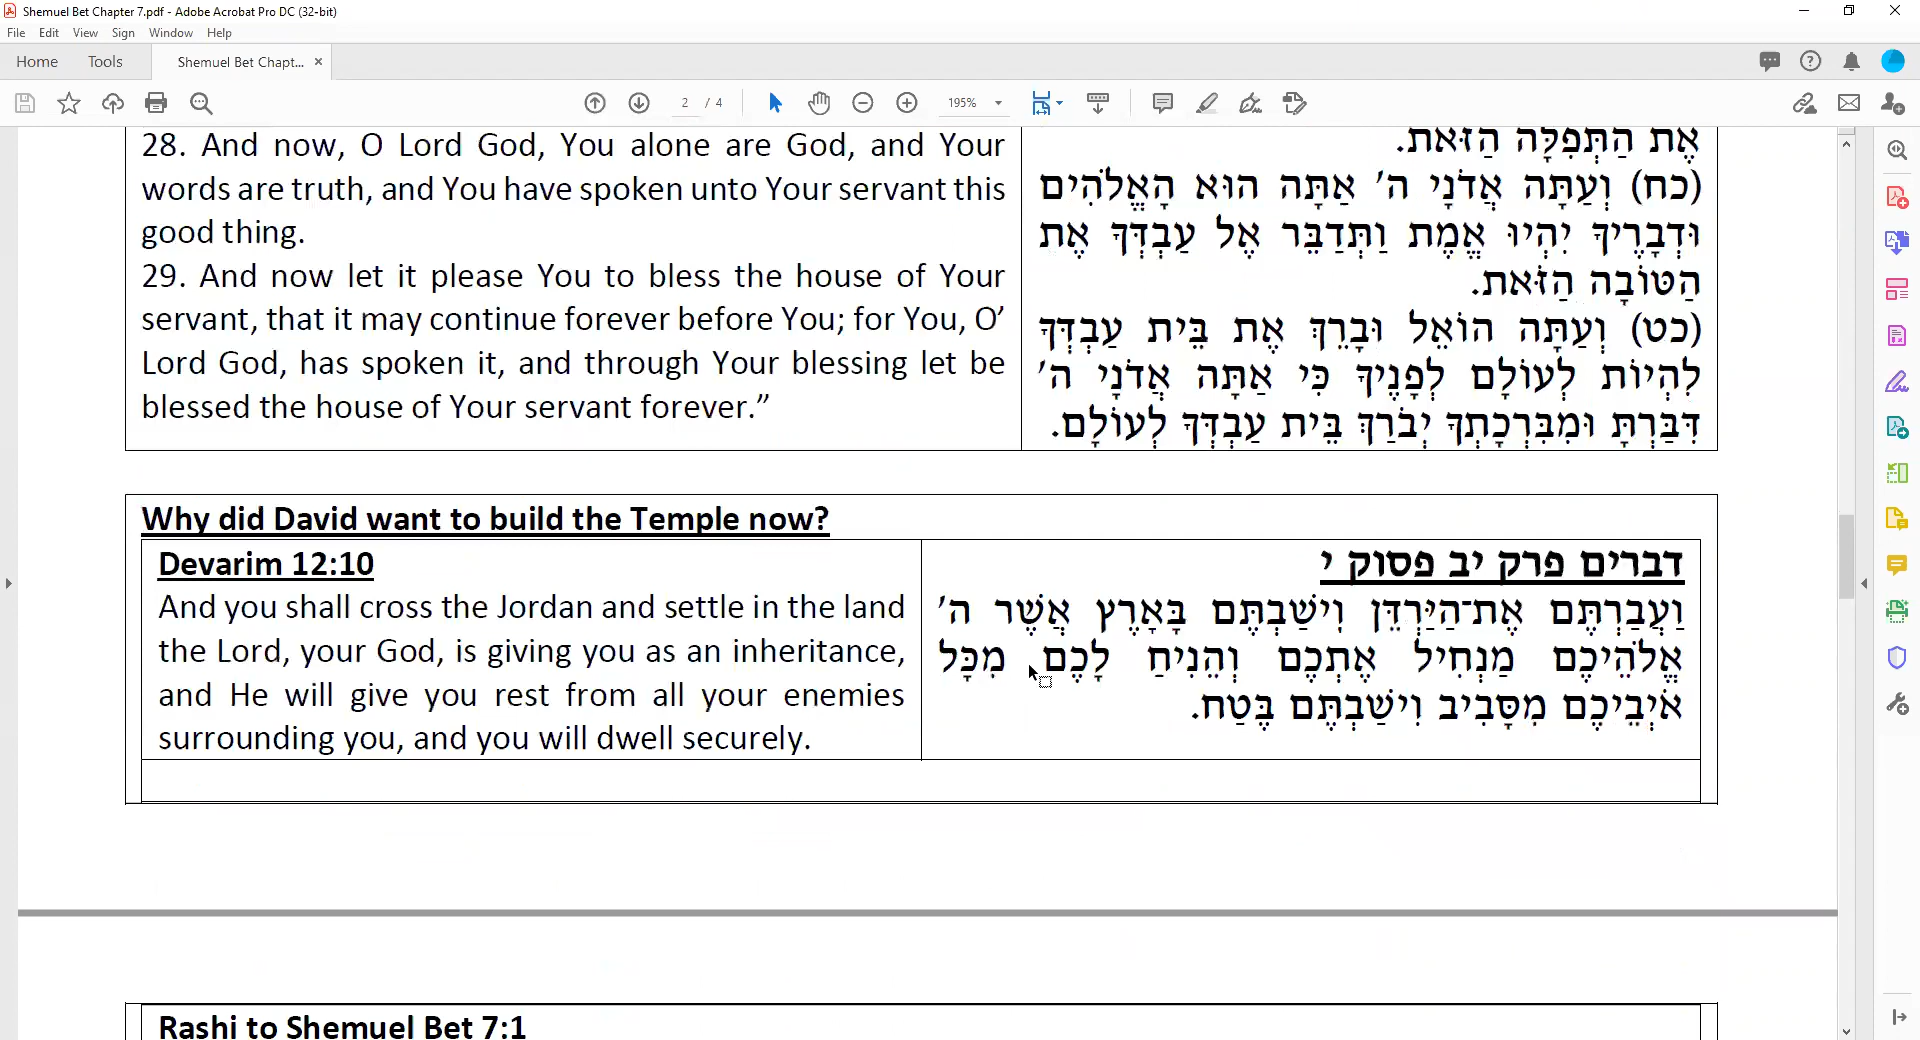 Shemuel Bet Chapter 7.pdf - Adobe Acrobat Pro DC (32-bit)
File Edit View Sign Window Help
Home Tools Shemuel Bet Chapt... ×
2 / 4 195%
28. And now, O Lord God, You alone are God, and Your
words are truth, and You have spoken unto Your servant this
good thing.
29. And now let it please You to bless the house of Your
servant, that it may continue forever before You; for You, O’
Lord God, has spoken it, and through Your blessing let be
blessed the house of Your servant forever.”
אֶת הַתְּפִלָּה הַזֹּאת.
(כח) וְעַתָּה אֲדֹנָי ה' אַתָּה הוּא הָאֱלֹהִים
וּדְבָרֶיךָ יִהְיוּ אֱמֶת וַתְּדַבֵּר אֶל עַבְדְּךָ אֶת
הַטּוֹבָה הַזֹּאת.
(כט) וְעַתָּה הוֹאֵל וּבָרֵךְ אֶת בֵּית עַבְדְּךָ
לִהְיוֹת לְעוֹלָם לְפָנֶיךָ כִּי אַתָּה אֲדֹנָי ה'
דִּבַּרְתָּ וּמִבִּרְכָתְךָ יְבֹרַךְ בֵּית עַבְדְּךָ לְעוֹלָם.
Why did David want to build the Temple now?
Devarim 12:10
And you shall cross the Jordan and settle in the land
the Lord, your God, is giving you as an inheritance,
and He will give you rest from all your enemies
surrounding you, and you will dwell securely.
דברים פרק יב פסוק י
וַעֲבַרְתֶּם אֶת־הַיַּרְדֵּן וִישַׁבְתֶּם בָּאָרֶץ אֲשֶׁר ה'
אֱלֹהֵיכֶם מַנְחִיל אֶתְכֶם וְהֵנִיחַ לָכֶם מִכָּל
אֹיְבֵיכֶם מִסָּבִיב וִישַׁבְתֶּם בֶּטַח.
Rashi to Shemuel Bet 7:1